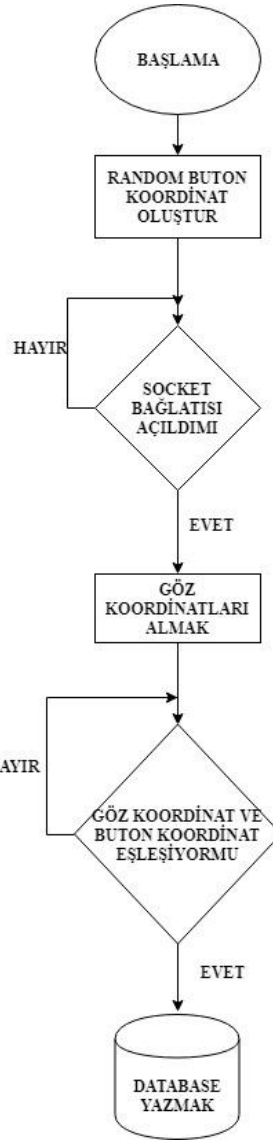 BAŞLAMA
RANDOM BUTON
KOORDİNAT
OLUŞTUR
HAYIR
SOCKET
BAĞLATISI
AÇILDIMI
EVET
GÖZ
KOORDİNATLARI
ALMAK
AYIR
GÖZ KOORDİNAT VE
BUTON KOORDİNAT
EŞLEŞİYORMU
EVET
DATABASE
YAZMAK